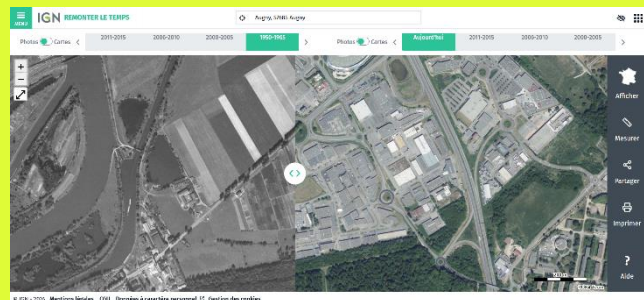 MENU
IGN REMONTER LE TEMPS
Augny, 57685 Augny
Photos Cartes 2011-2015 2006-2010 2000-2005 1950-1965
Photos Cartes Aujourd'hui 2011-2015 2006-2010 2000-2005
+
−
Afficher
Mesurer
Partager
Imprimer
?
Aide
Mentions légales CGU Données à caractère personnel Gestion des cookies